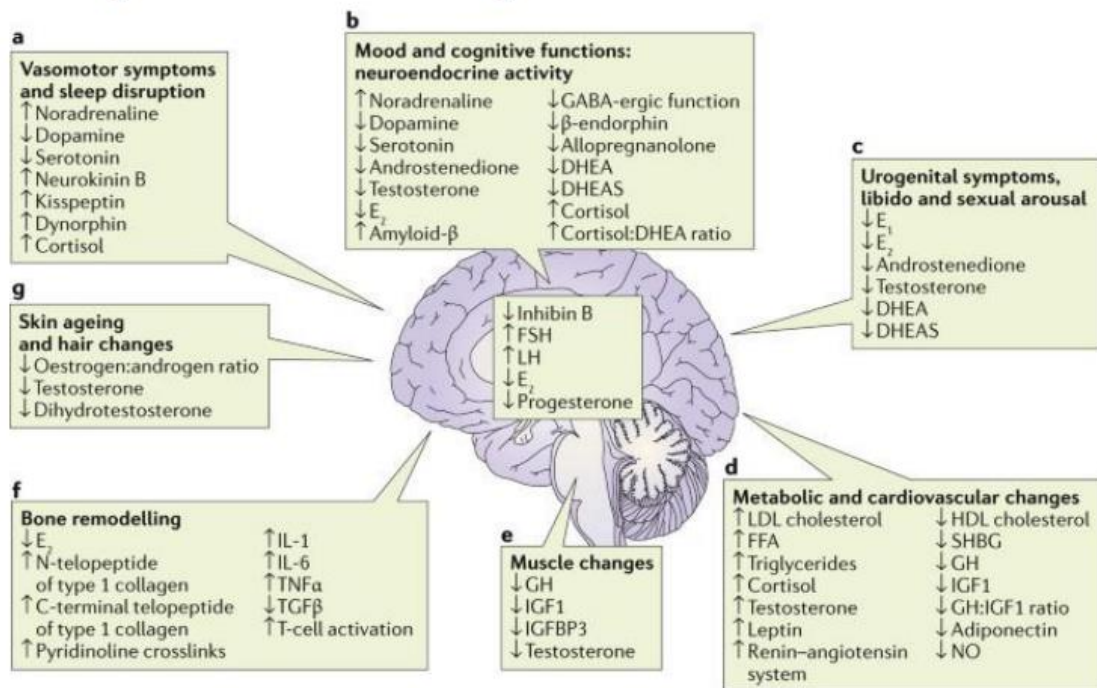 a
Vasomotor symptoms
and sleep disruption
↑Noradrenaline
↓Dopamine
↓Serotonin
↑Neurokinin B
↑Kisspeptin
↑Dynorphin
↑Cortisol
b
Mood and cognitive functions:
neuroendocrine activity
↑Noradrenaline
↓Dopamine
↓Serotonin
↓Androstenedione
↓Testosterone
↓E₂
↑Amyloid-β
↓GABA-ergic function
↓β-endorphin
↓Allopregnanolone
↓DHEA
↓DHEAS
↑Cortisol
↑Cortisol:DHEA ratio
c
Urogenital symptoms,
libido and sexual arousal
↓E₁
↓E₂
↓Androstenedione
↓Testosterone
↓DHEA
↓DHEAS
g
Skin ageing
and hair changes
↓Oestrogen:androgen ratio
↓Testosterone
↓Dihydrotestosterone
↓Inhibin B
↑FSH
↑LH
↓E₂
↓Progesterone
f
Bone remodelling
↓E₂
↑N-telopeptide
of type 1 collagen
↑C-terminal telopeptide
of type 1 collagen
↑Pyridinoline crosslinks
↑IL-1
↑IL-6
↑TNFα
↓TGFβ
↑T-cell activation
e
Muscle changes
↓GH
↓IGF1
↓IGFBP3
↓Testosterone
d
Metabolic and cardiovascular changes
↑LDL cholesterol
↑FFA
↑Triglycerides
↑Cortisol
↑Testosterone
↑Leptin
↑Renin–angiotensin
system
↓HDL cholesterol
↓SHBG
↓GH
↓IGF1
↓GH:IGF1 ratio
↓Adiponectin
↓NO